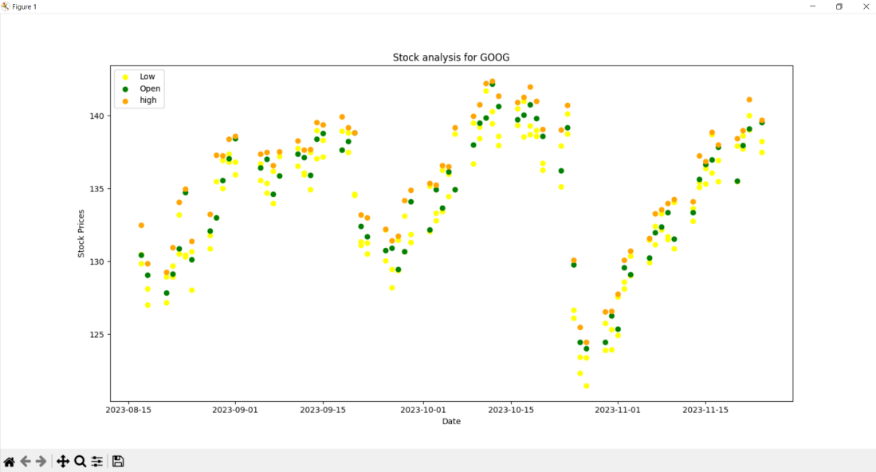 Figure 1
Stock analysis for GOOG
Low
Open
high
140
135
130
125
Stock Prices
2023-08-15 2023-09-01 2023-09-15 2023-10-01 2023-10-15 2023-11-01 2023-11-15
Date